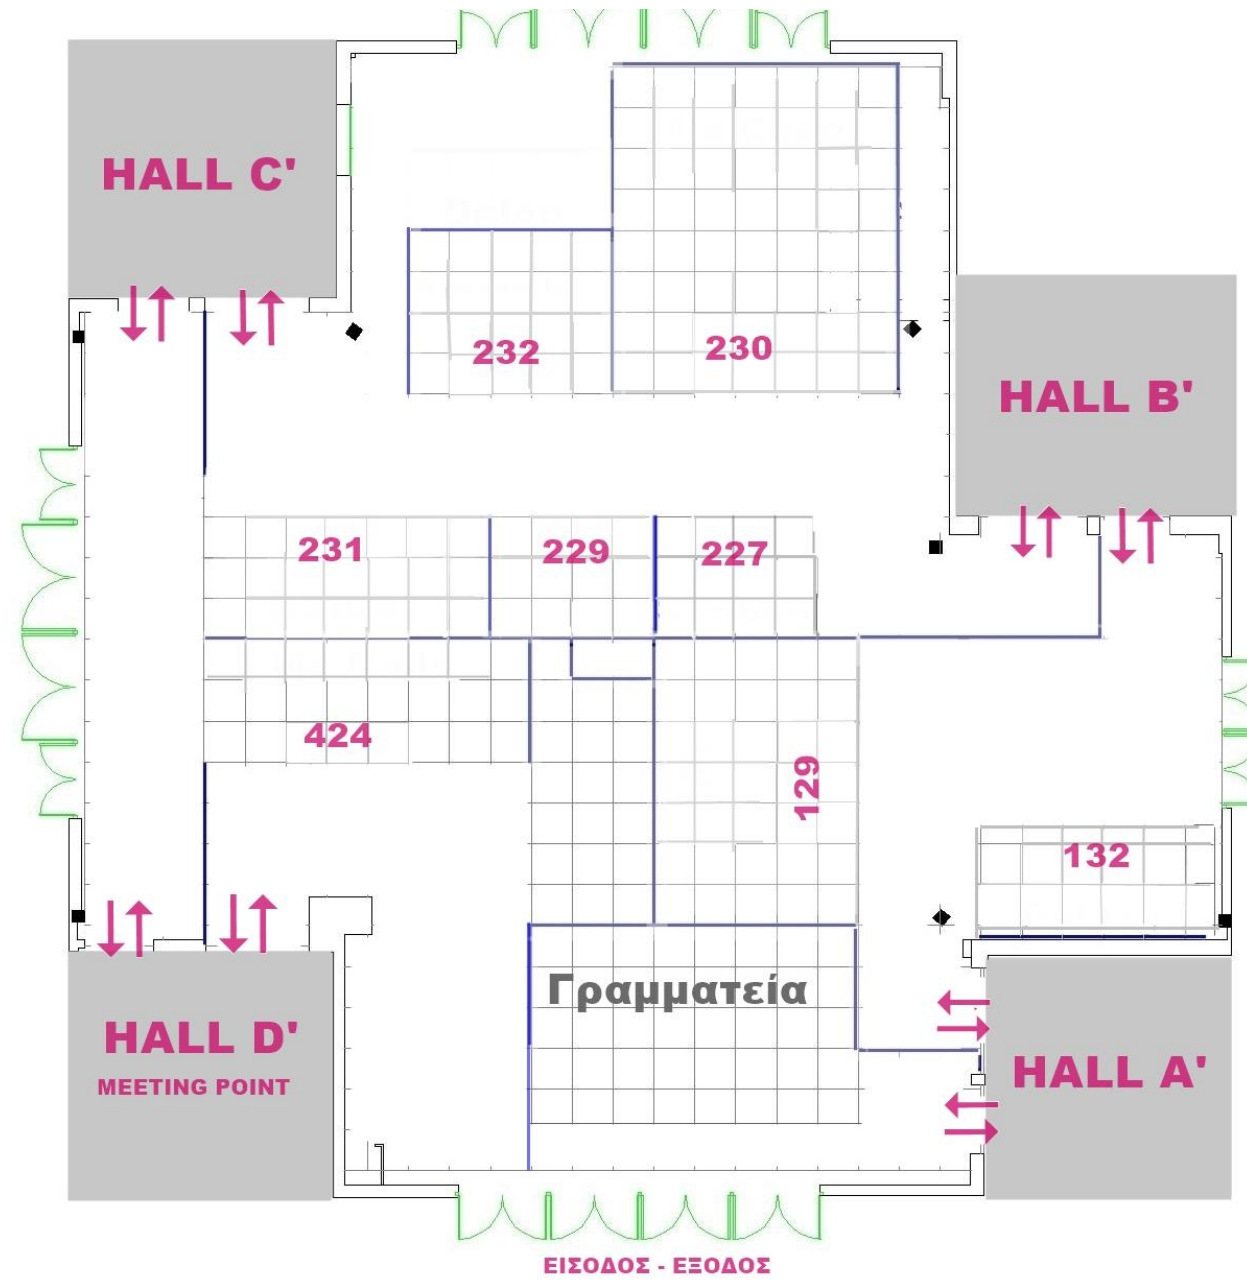 HALL C'
232
230
HALL B'
231
229
227
424
129
132
Γραμματεία
HALL D'
MEETING POINT
HALL A'
ΕΙΣΟΔΟΣ - ΕΞΟΔΟΣ